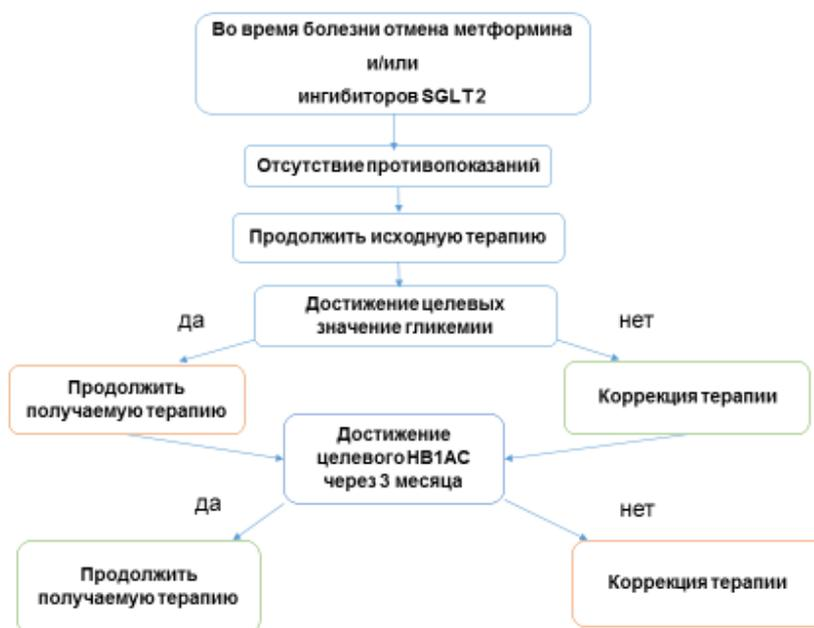 Во время болезни отмена метформина
и/или
ингибиторов SGLT2
Отсутствие противопоказаний
Продолжить исходную терапию
Достижение целевых
значение гликемии
да
нет
Продолжить
получаемую терапию
Коррекция терапии
Достижение
целевого HB1AC
через 3 месяца
да
нет
Продолжить
получаемую терапию
Коррекция терапии